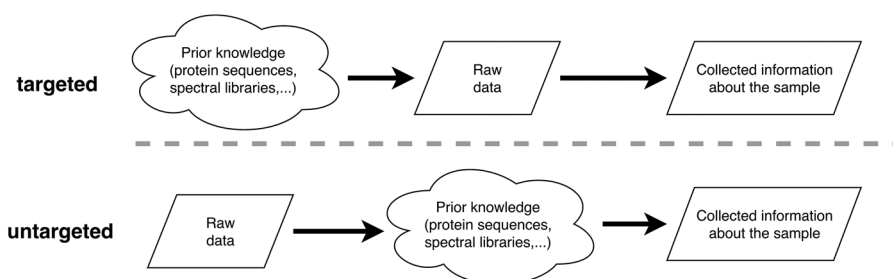 targeted
Prior knowledge
(protein sequences,
spectral libraries,...)
Raw
data
Collected information
about the sample
untargeted
Raw
data
Prior knowledge
(protein sequences,
spectral libraries,...)
Collected information
about the sample